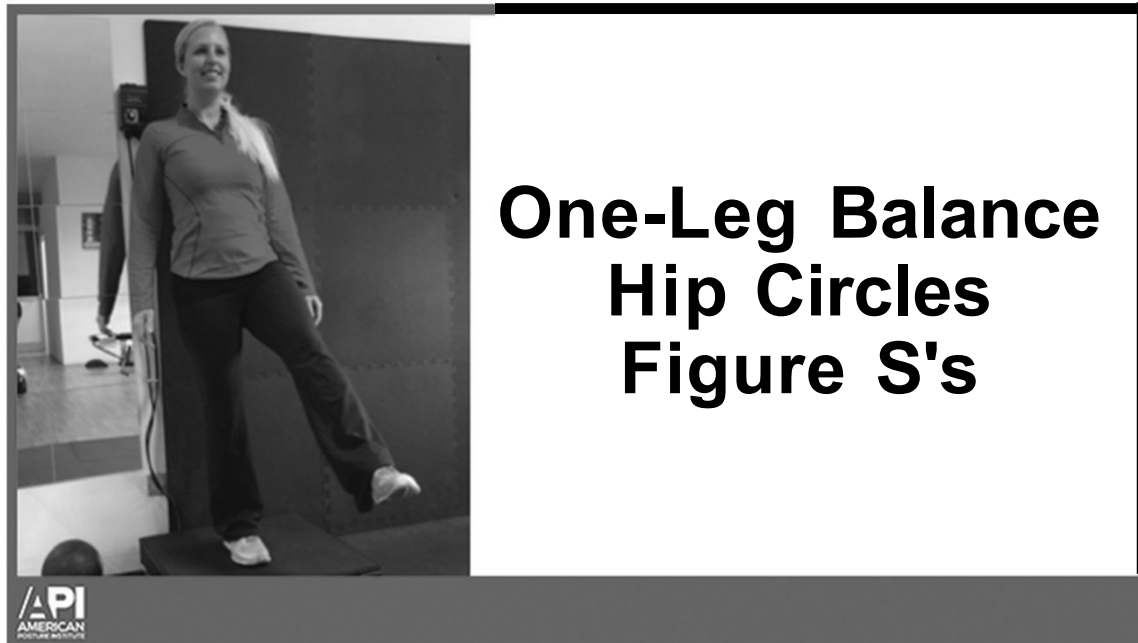 One-Leg Balance
Hip Circles
Figure S's
API
AMERICAN
POSTURE INSTITUTE